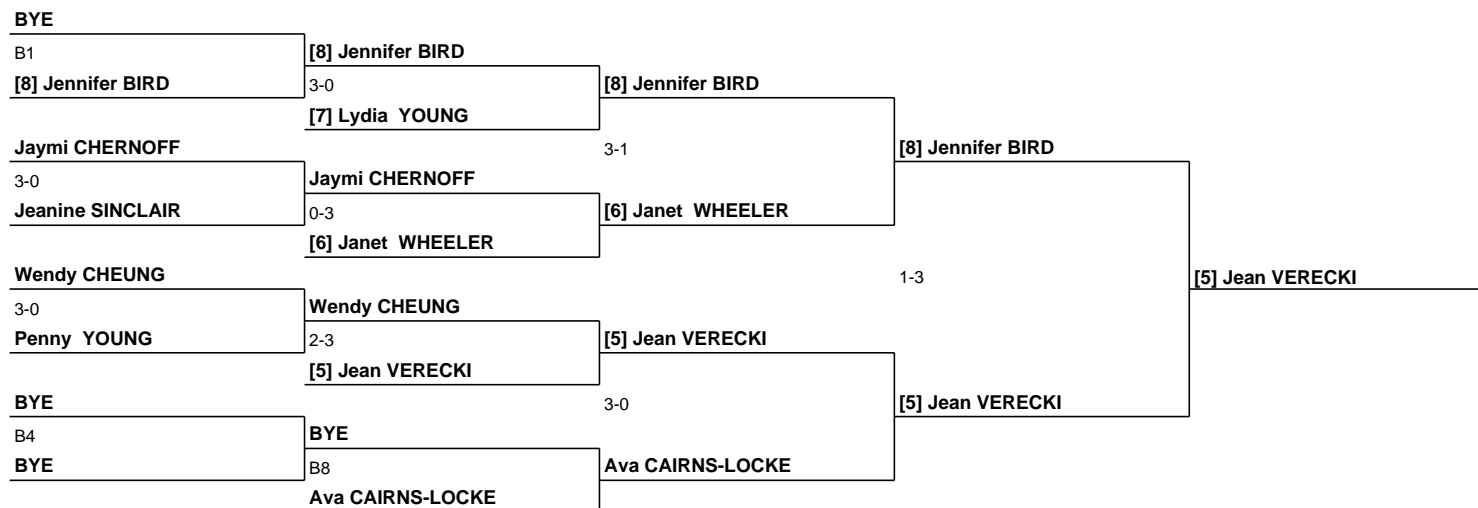 BYE
B1
[8] Jennifer BIRD
[8] Jennifer BIRD
3-0
[7] Lydia YOUNG
[8] Jennifer BIRD
Jaymi CHERNOFF
3-0
Jeanine SINCLAIR
Jaymi CHERNOFF
0-3
[6] Janet WHEELER
3-1
[6] Janet WHEELER
[8] Jennifer BIRD
Wendy CHEUNG
3-0
Penny YOUNG
Wendy CHEUNG
2-3
[5] Jean VERECKI
[5] Jean VERECKI
1-3
[5] Jean VERECKI
BYE
B4
BYE
BYE
B8
Ava CAIRNS-LOCKE
3-0
Ava CAIRNS-LOCKE
[5] Jean VERECKI